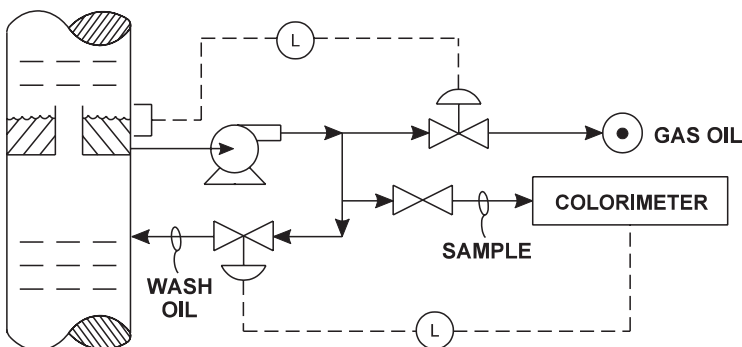 L
GAS OIL
COLORIMETER
SAMPLE
WASH
OIL
L